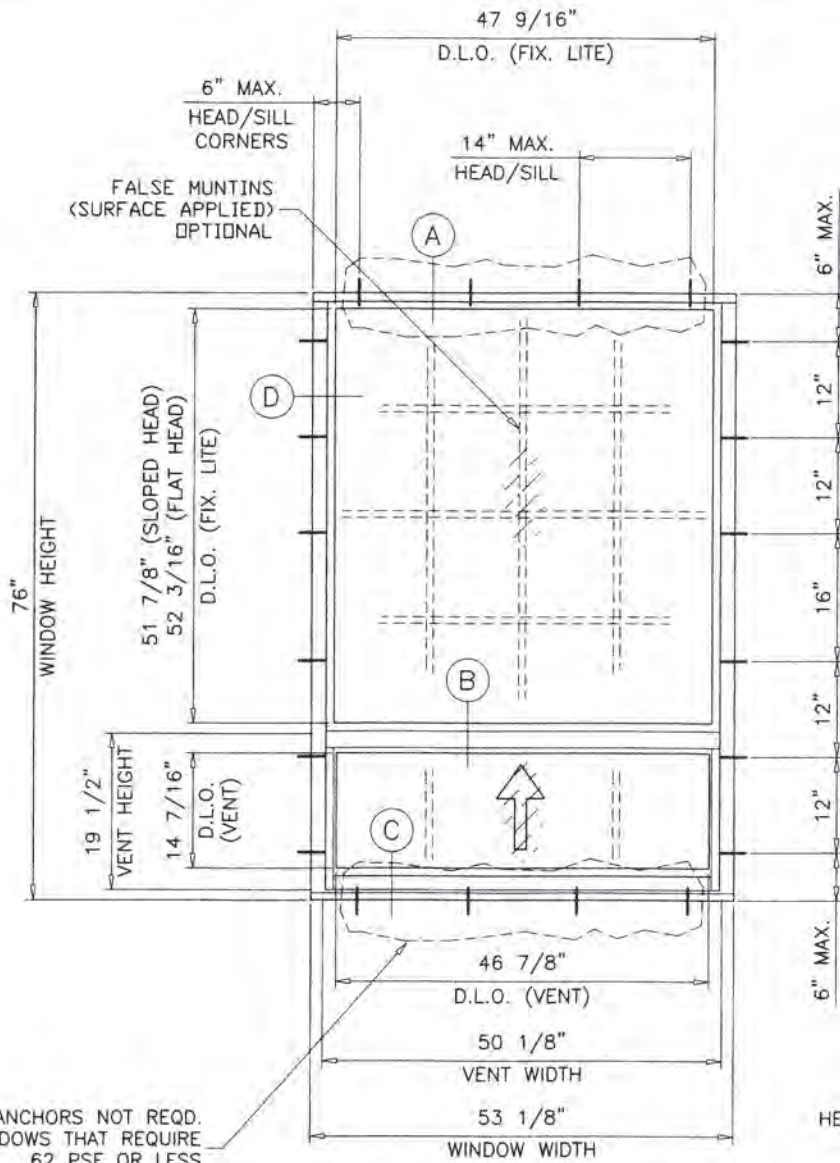 47 9/16"
D.L.O. (FIX. LITE)
6" MAX.
HEAD/SILL
CORNERS
14" MAX.
HEAD/SILL
FALSE MUNTINS
(SURFACE APPLIED)
OPTIONAL
A
D
B
C
76"
WINDOW HEIGHT
51 7/8" (SLOPED HEAD)
52 3/16" (FLAT HEAD)
D.L.O. (FIX. LITE)
19 1/2"
VENT HEIGHT
14 7/16"
D.L.O.
(VENT)
6" MAX.
12"
12"
16"
12"
12"
6" MAX.
46 7/8"
D.L.O. (VENT)
50 1/8"
VENT WIDTH
53 1/8"
WINDOW WIDTH
ANCHORS NOT REQD.
DOWS THAT REQUIRE
62 PSF OR LESS
HE